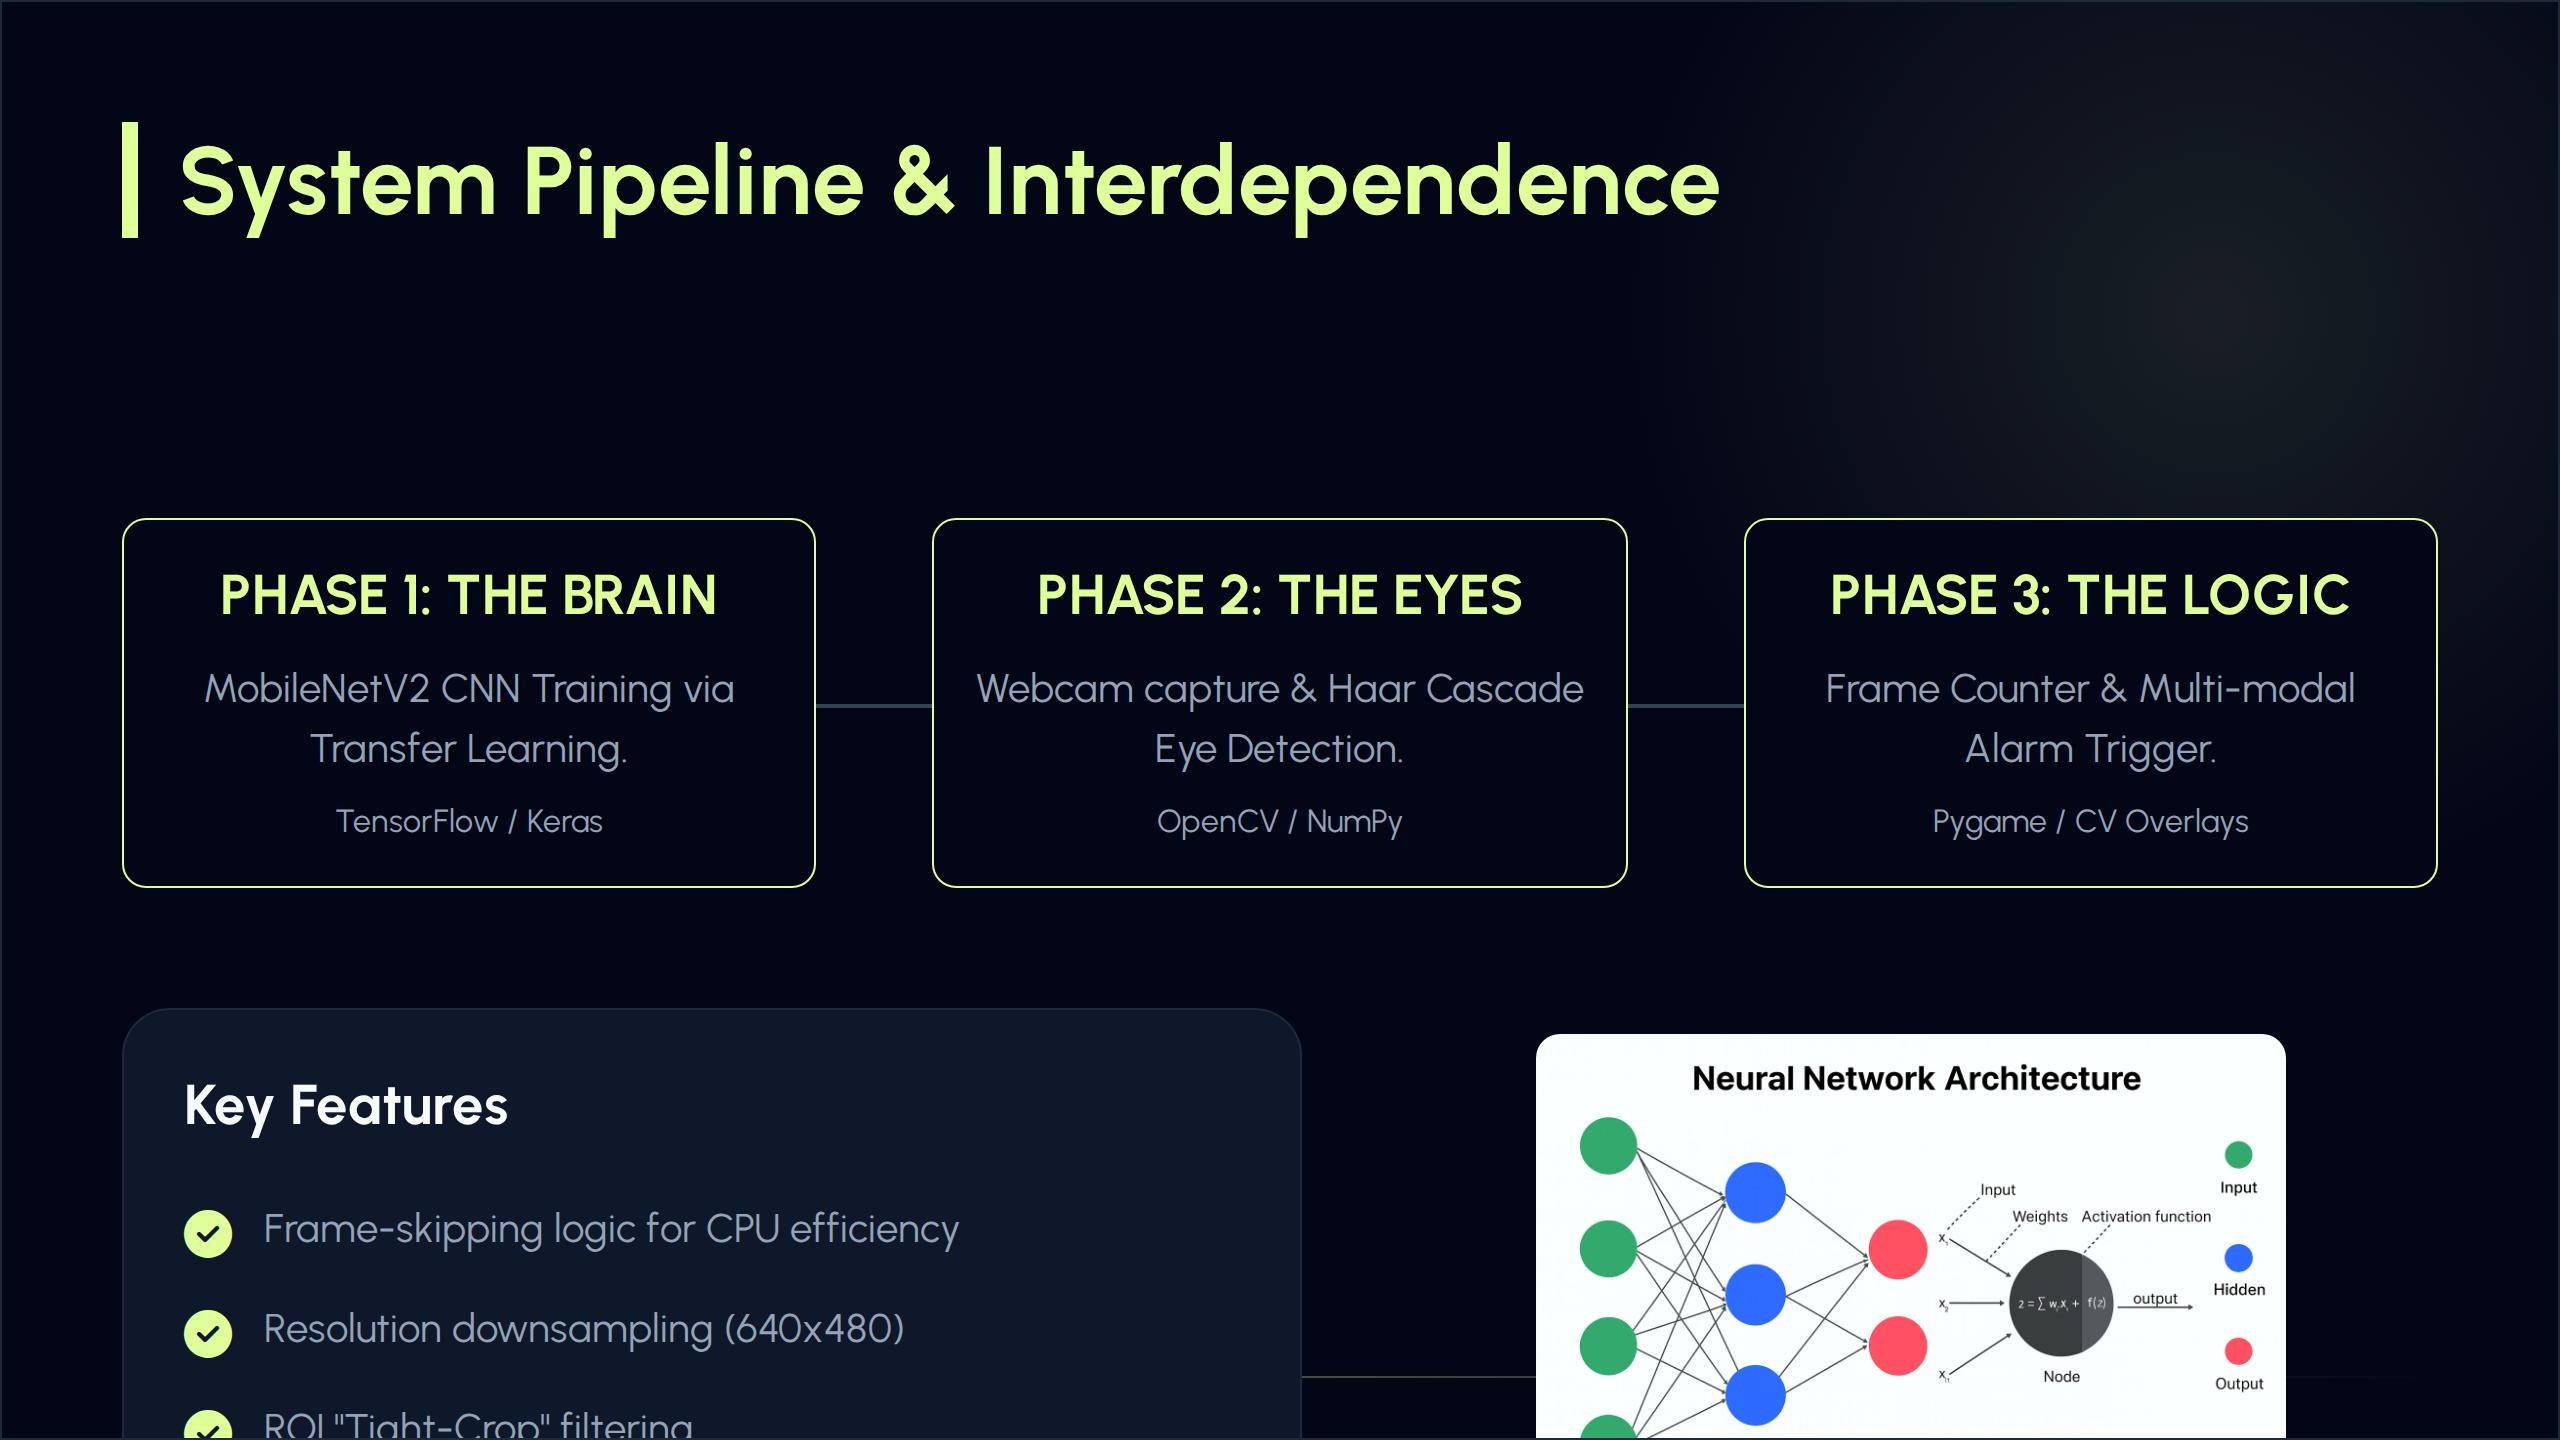 System Pipeline & Interdependence
PHASE 1: THE BRAIN
MobileNetV2 CNN Training via
Transfer Learning.
TensorFlow / Keras
PHASE 2: THE EYES
Webcam capture & Haar Cascade
Eye Detection.
OpenCV / NumPy
PHASE 3: THE LOGIC
Frame Counter & Multi-modal
Alarm Trigger.
Pygame / CV Overlays
Key Features
Frame-skipping logic for CPU efficiency
Resolution downsampling (640x480)
ROI "Tight-Crop" filtering
Neural Network Architecture
Input
Weights
Activation function
x₁
x₂
z = ∑ wᵢxᵢ +
f(z)
output
Node
Input
Hidden
Output